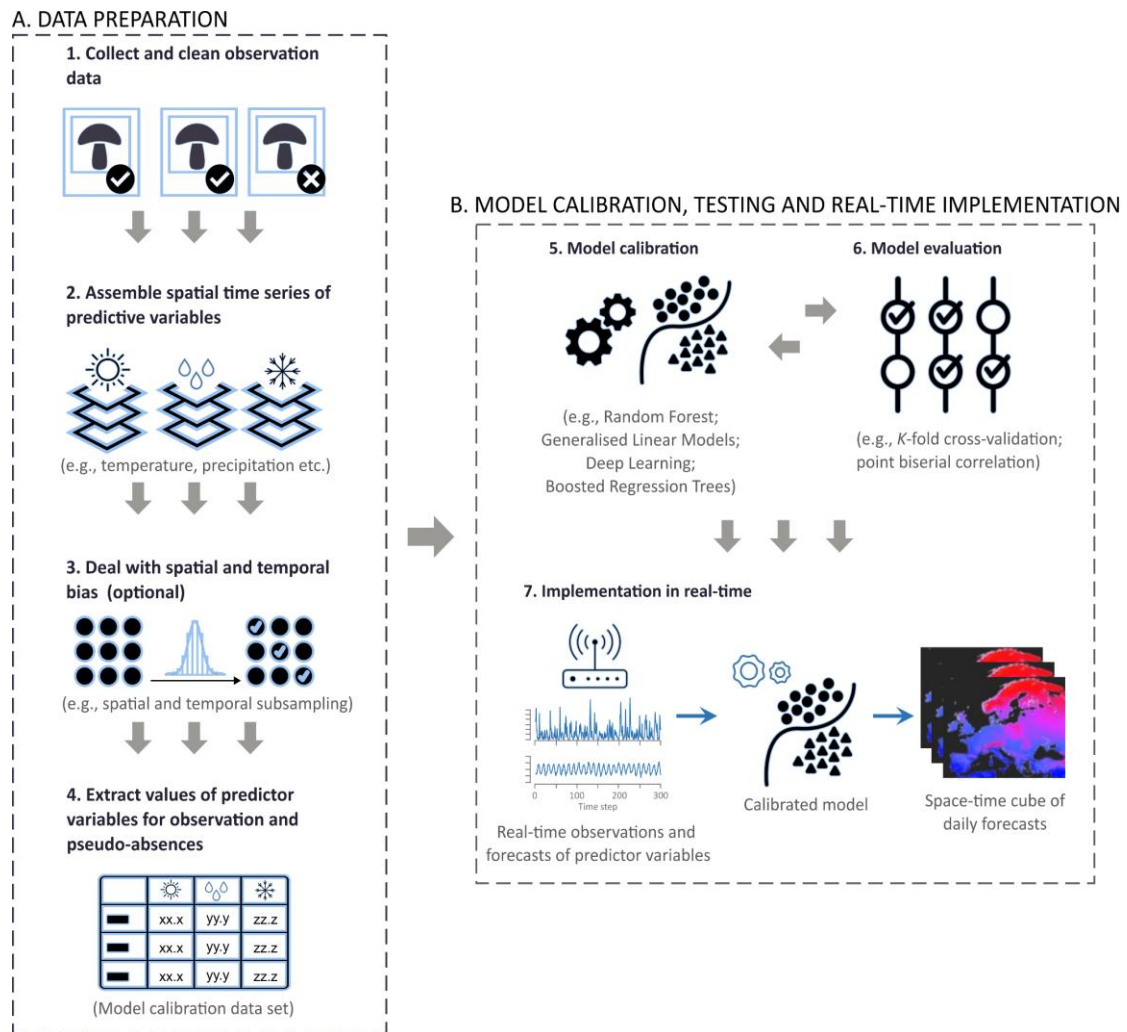 A. DATA PREPARATION
1. Collect and clean observation
data
2. Assemble spatial time series of
predictive variables
(e.g., temperature, precipitation etc.)
3. Deal with spatial and temporal
bias (optional)
(e.g., spatial and temporal subsampling)
4. Extract values of predictor
variables for observation and
pseudo-absences
xx.x yy.y zz.z
xx.x yy.y zz.z
xx.x yy.y zz.z
(Model calibration data set)
B. MODEL CALIBRATION, TESTING AND REAL-TIME IMPLEMENTATION
5. Model calibration
(e.g., Random Forest;
Generalised Linear Models;
Deep Learning;
Boosted Regression Trees)
6. Model evaluation
(e.g., K-fold cross-validation;
point biserial correlation)
7. Implementation in real-time
0 100 200 300
Time step
Real-time observations and
forecasts of predictor variables
Calibrated model
Space-time cube of
daily forecasts